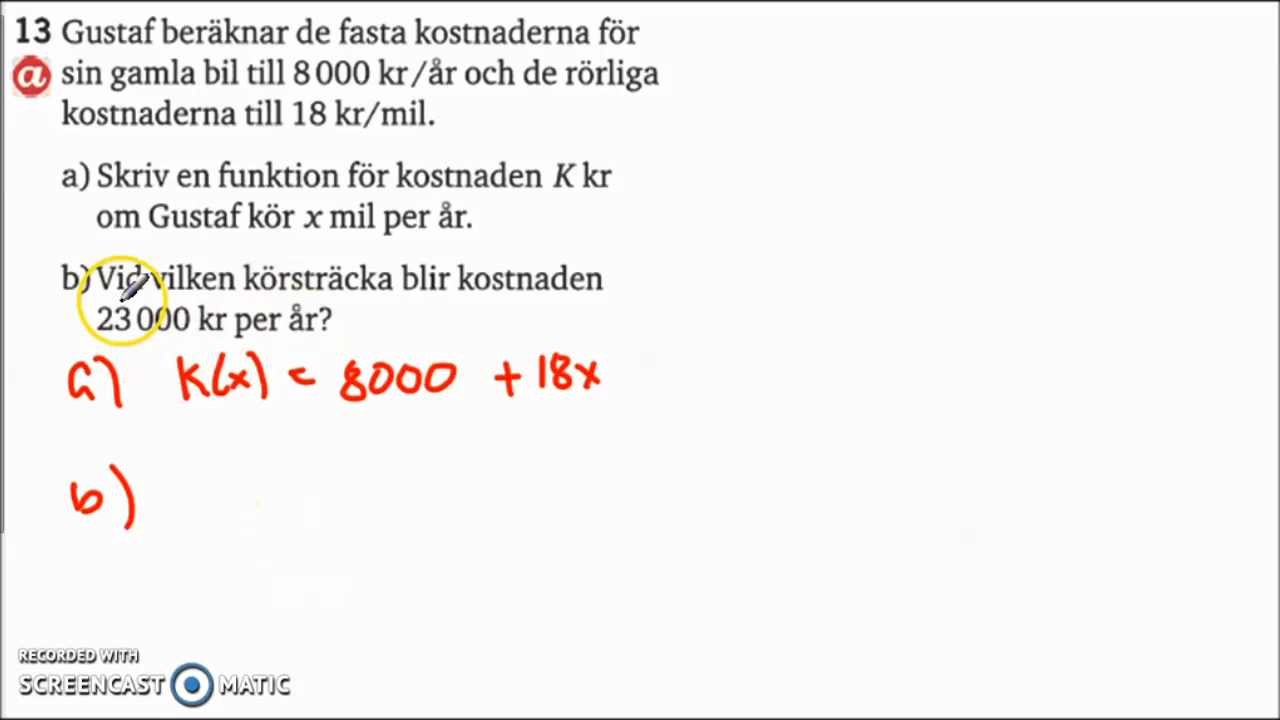 13 Gustaf beräknar de fasta kostnaderna för
a sin gamla bil till 8 000 kr/år och de rörliga
kostnaderna till 18 kr/mil.
a) Skriv en funktion för kostnaden K kr
om Gustaf kör x mil per år.
b) Vid vilken körsträcka blir kostnaden
23 000 kr per år?
a) K(x) = 8000 + 18x
b)
RECORDED WITH
SCREENCAST MATIC